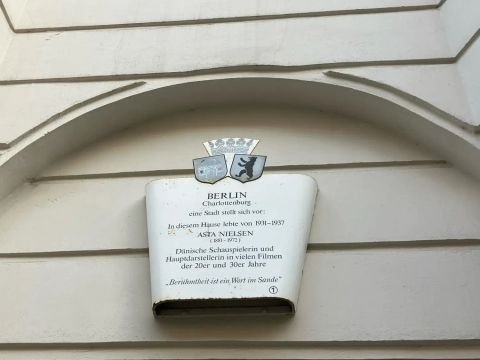 BERLIN
Charlottenburg
eine Stadt stellt sich vor:
In diesem Hause lebte von 1931-1937
ASTA NIELSEN
(1881 - 1972)
Dänische Schauspielerin und
Hauptdarstellerin in vielen Filmen
der 20er und 30er Jahre
„Berühmtheit ist ein Wort im Sande"
1